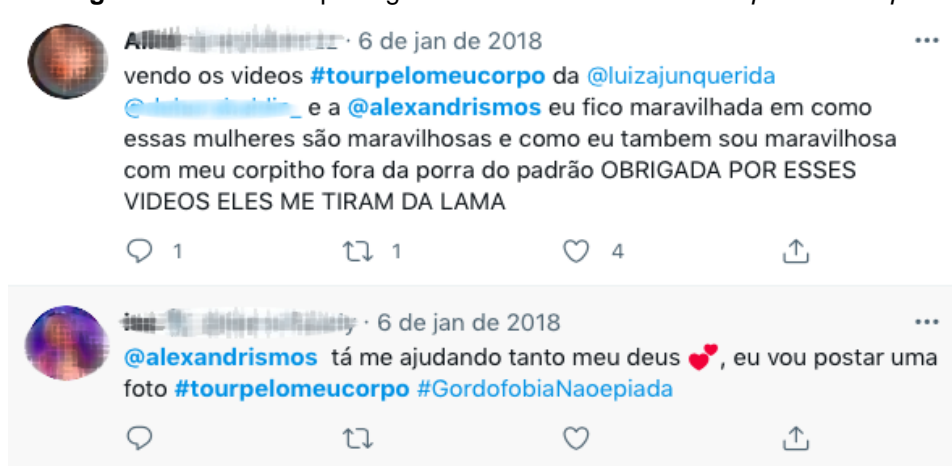 · 6 de jan de 2018
vendo os videos #tourpelomeucorpo da @luizajunquerida
e a @alexandrismos eu fico maravilhada em como
essas mulheres são maravilhosas e como eu tambem sou maravilhosa
com meu corpitho fora da porra do padrão OBRIGADA POR ESSES
VIDEOS ELES ME TIRAM DA LAMA
1 1 4
· 6 de jan de 2018
@alexandrismos tá me ajudando tanto meu deus 💕, eu vou postar uma
foto #tourpelomeucorpo #GordofobiaNaoepiada